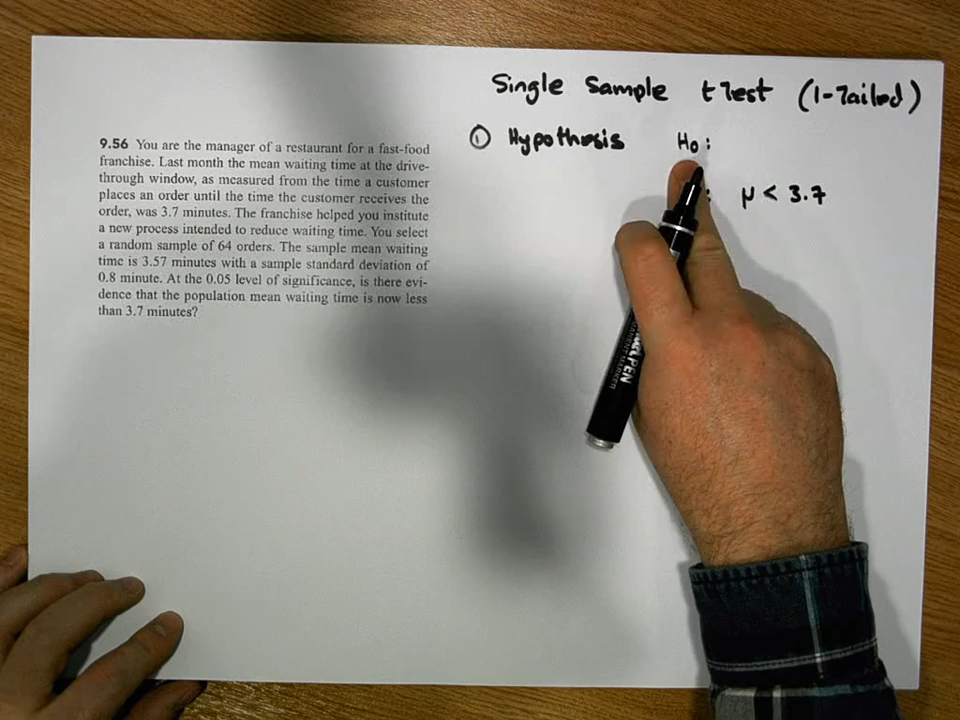 Single Sample t Test (1-Tailed)
① Hypothesis H₀:
: μ < 3.7
9.56 You are the manager of a restaurant for a fast-food
franchise. Last month the mean waiting time at the drive-
through window, as measured from the time a customer
places an order until the time the customer receives the
order, was 3.7 minutes. The franchise helped you institute
a new process intended to reduce waiting time. You select
a random sample of 64 orders. The sample mean waiting
time is 3.57 minutes with a sample standard deviation of
0.8 minute. At the 0.05 level of significance, is there evi-
dence that the population mean waiting time is now less
than 3.7 minutes?
PEN
MARKER